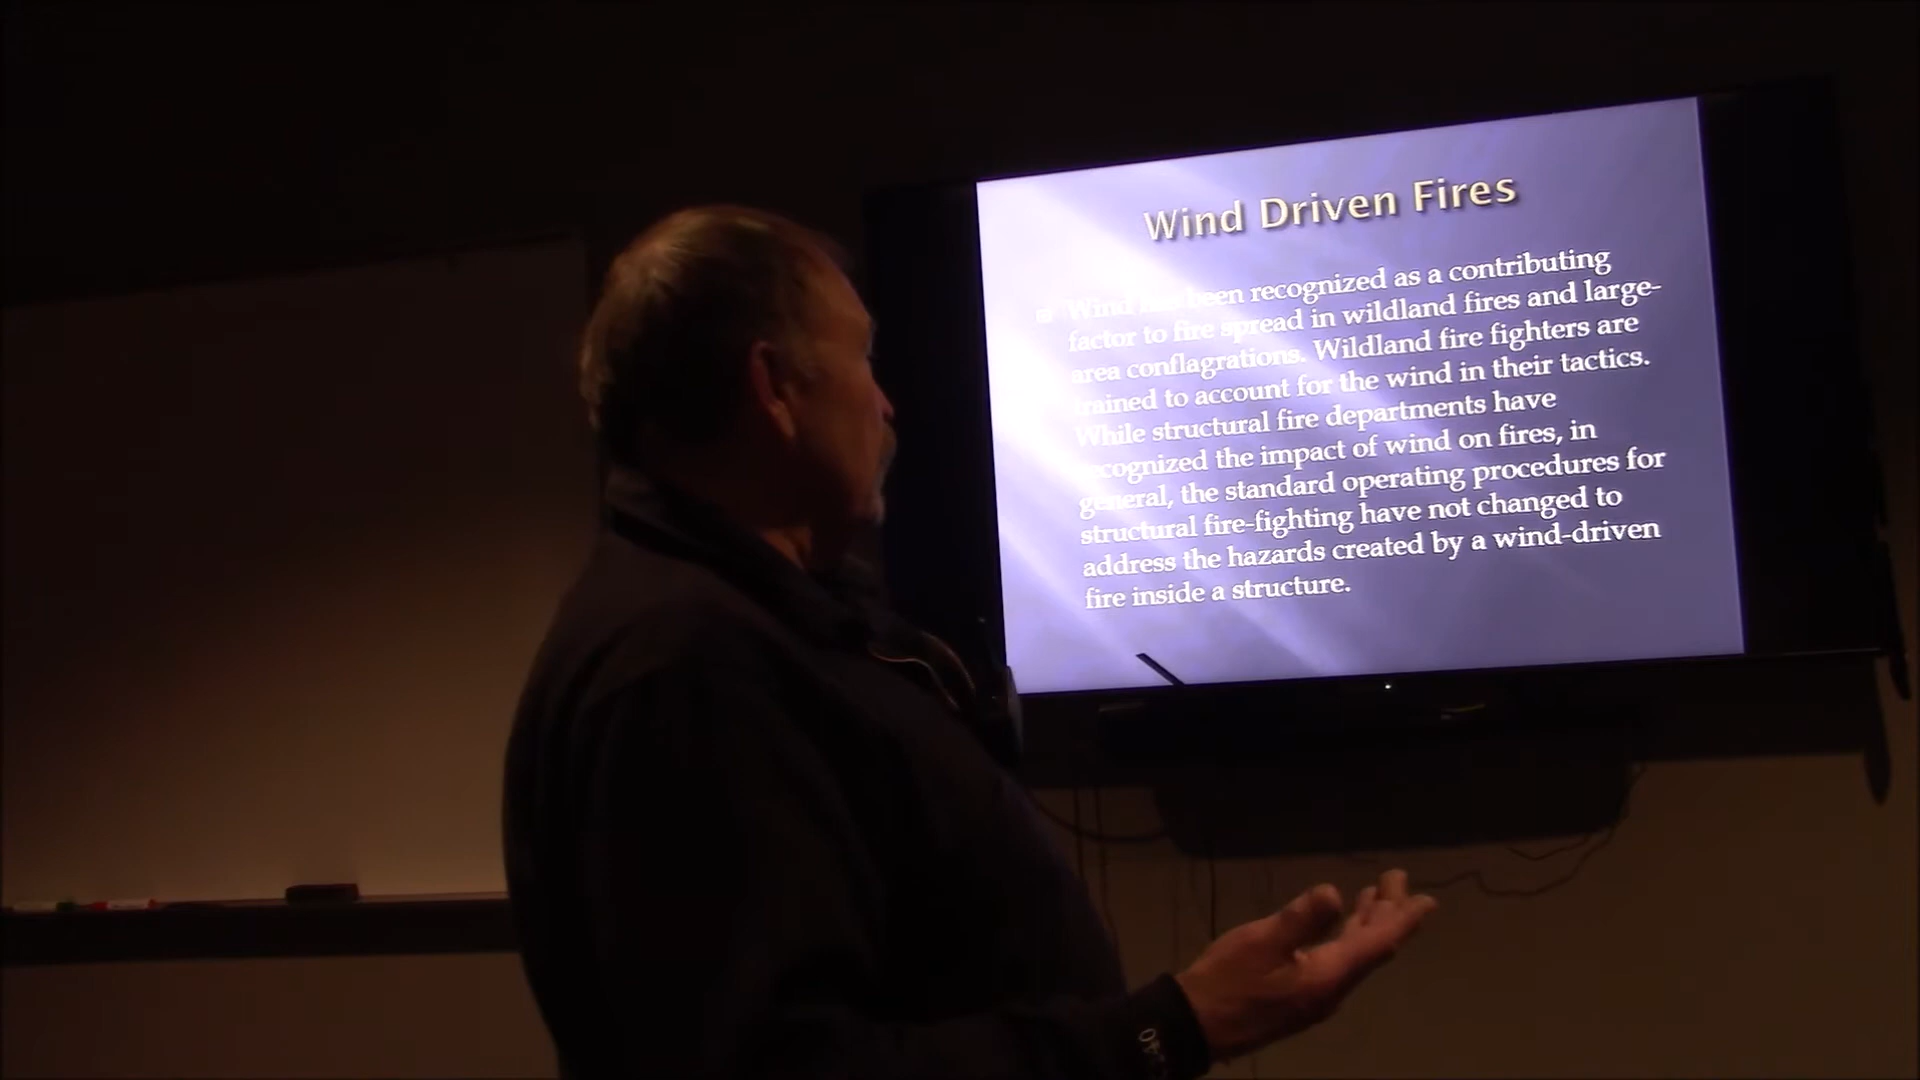 Wind Driven Fires
Wind has been recognized as a contributing
factor to fire spread in wildland fires and large-
area conflagrations. Wildland fire fighters are
trained to account for the wind in their tactics.
While structural fire departments have
recognized the impact of wind on fires, in
general, the standard operating procedures for
structural fire-fighting have not changed to
address the hazards created by a wind-driven
fire inside a structure.